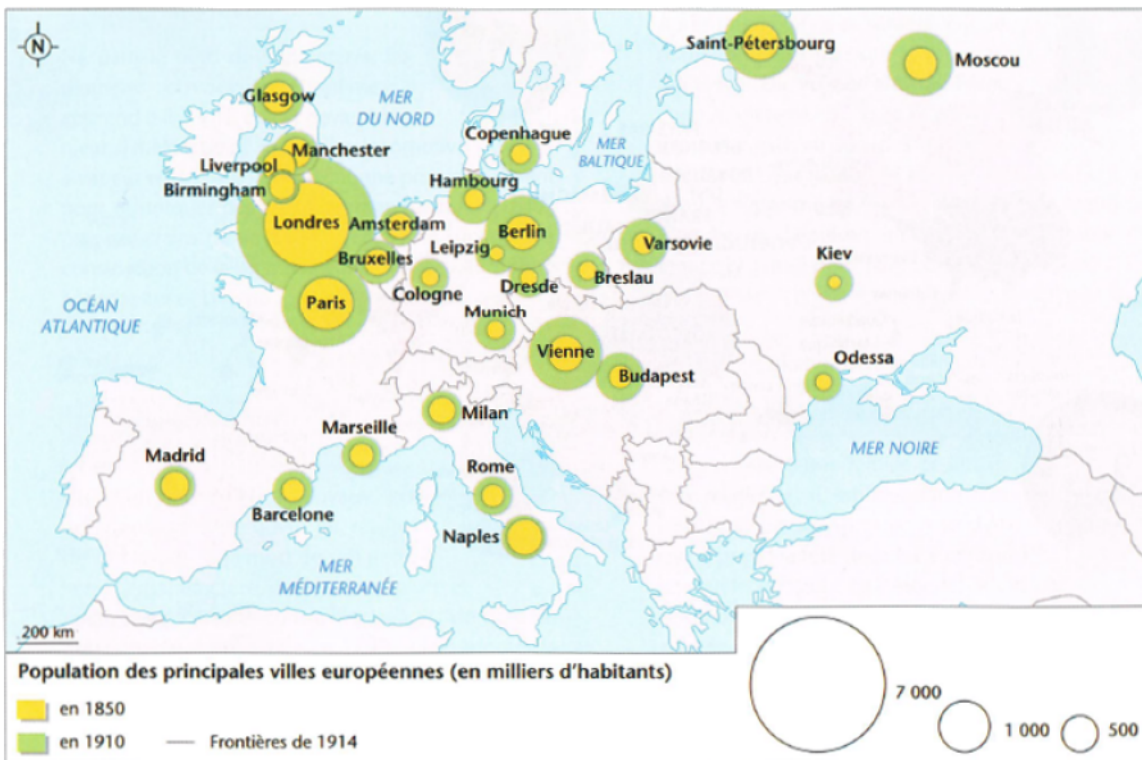 N
Saint-Pétersbourg
Moscou
Glasgow
MER
DU NORD
Copenhague
MER
BALTIQUE
Manchester
Liverpool
Birmingham
Hambourg
Londres
Amsterdam
Berlin
Varsovie
Bruxelles
Leipzig
Kiev
Cologne
Dresde
Breslau
OCÉAN
ATLANTIQUE
Paris
Munich
Vienne
Odessa
Budapest
Milan
Marseille
MER NOIRE
Madrid
Rome
Barcelone
Naples
MER
MÉDITERRANÉE
200 km
Population des principales villes européennes (en milliers d'habitants)
en 1850
en 1910
Frontières de 1914
7 000
1 000
500